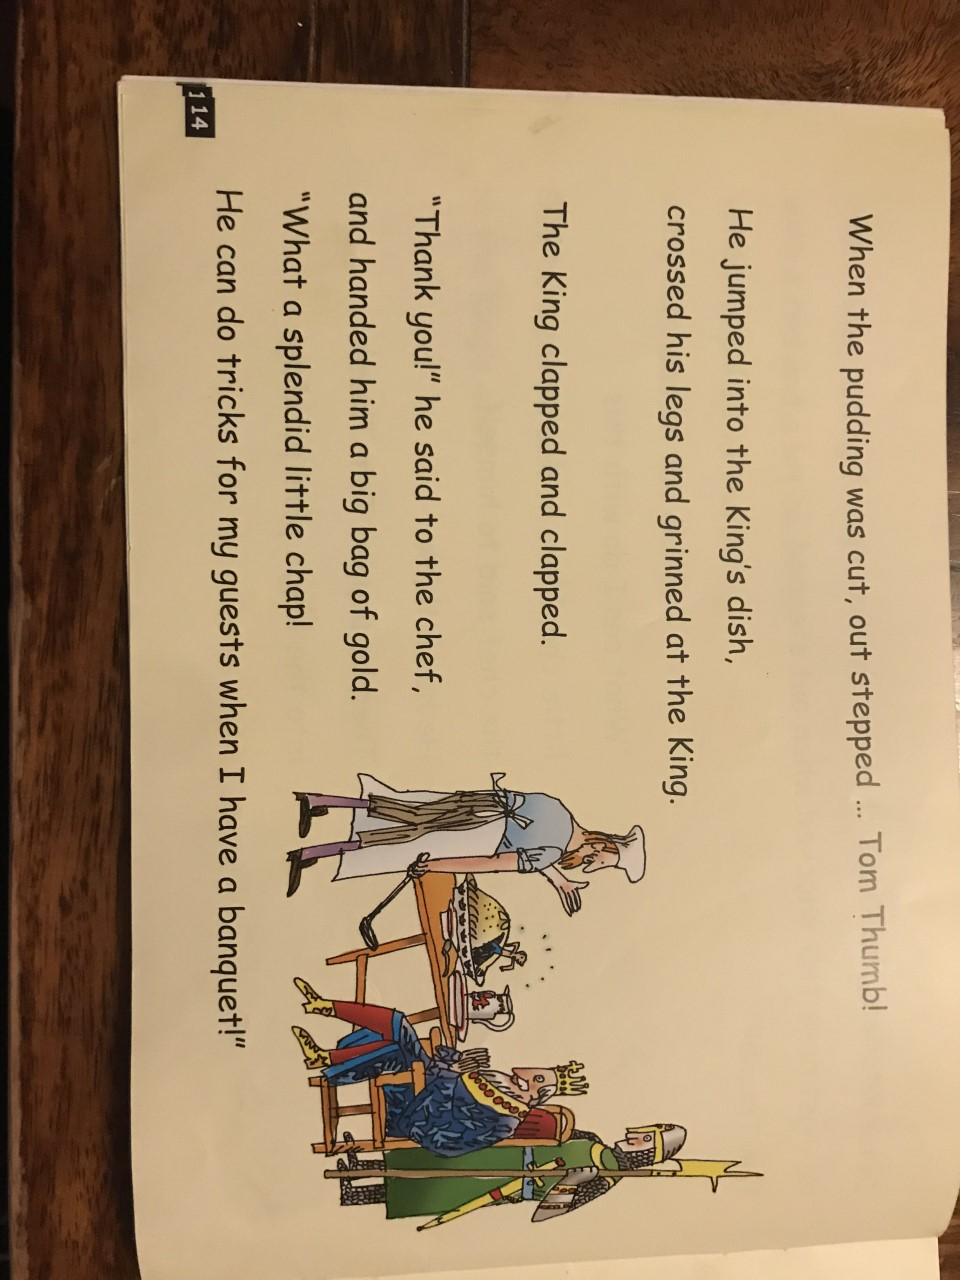 When the pudding was cut, out stepped ... Tom Thumb!
He jumped into the King's dish,
crossed his legs and grinned at the King.
The King clapped and clapped.
"Thank you!" he said to the chef,
and handed him a big bag of gold.
"What a splendid little chap!
He can do tricks for my guests when I have a banquet!"
114